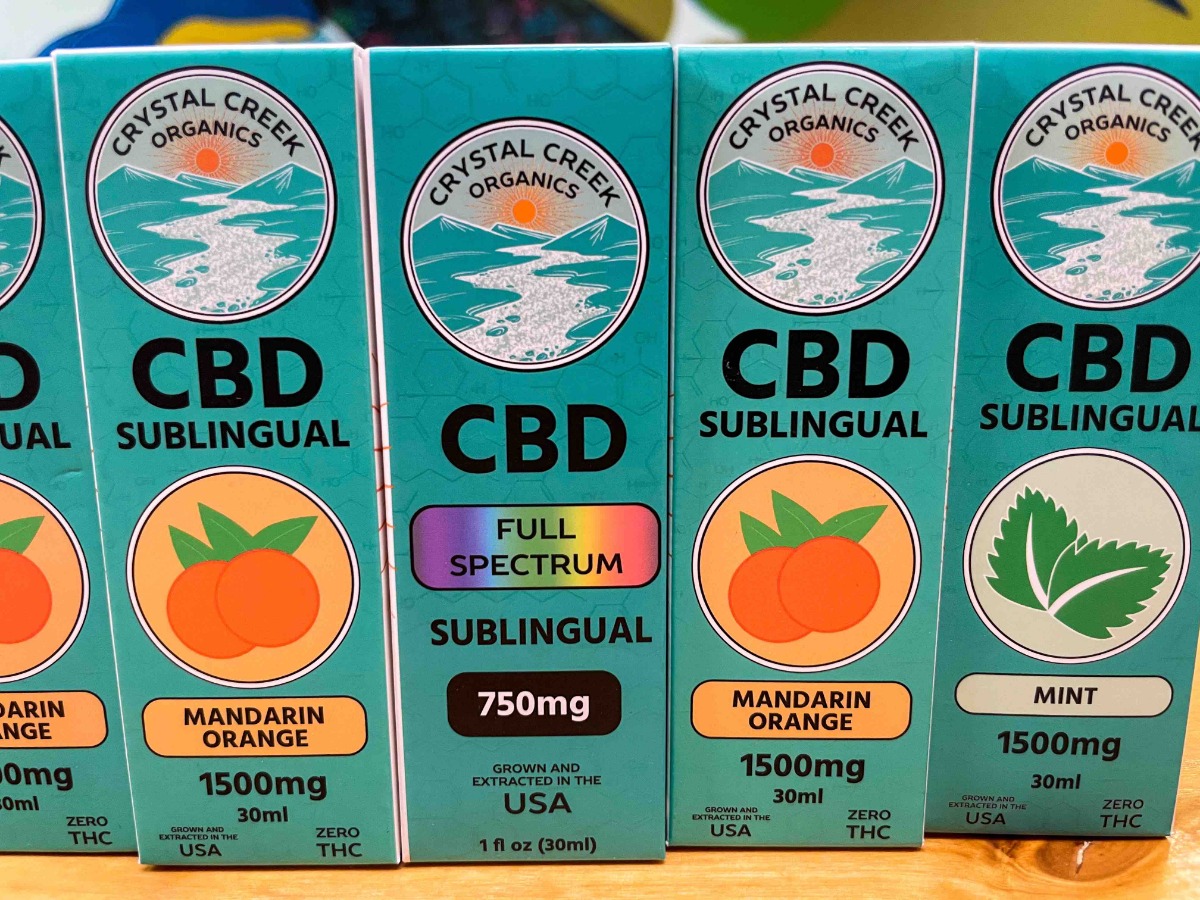 UAL
CRYSTAL CREEK
ORGANICS
CBD
SUBLINGUAL
MANDARIN
ORANGE
1500mg
30ml
GROWN AND
EXTRACTED IN THE
USA
ZERO
THC
CRYSTAL CREEK
ORGANICS
CBD
FULL
SPECTRUM
SUBLINGUAL
750mg
GROWN AND
EXTRACTED IN THE
USA
1 fl oz (30ml)
CRYSTAL CREEK
ORGANICS
CBD
SUBLINGUAL
MANDARIN
ORANGE
1500mg
30ml
GROWN AND
EXTRACTED IN THE
USA
ZERO
THC
CRYSTAL CREEK
ORGANICS
CBD
SUBLINGUAL
MINT
1500mg
30ml
GROWN AND
EXTRACTED IN THE
USA
ZERO
THC
ZERO
THC